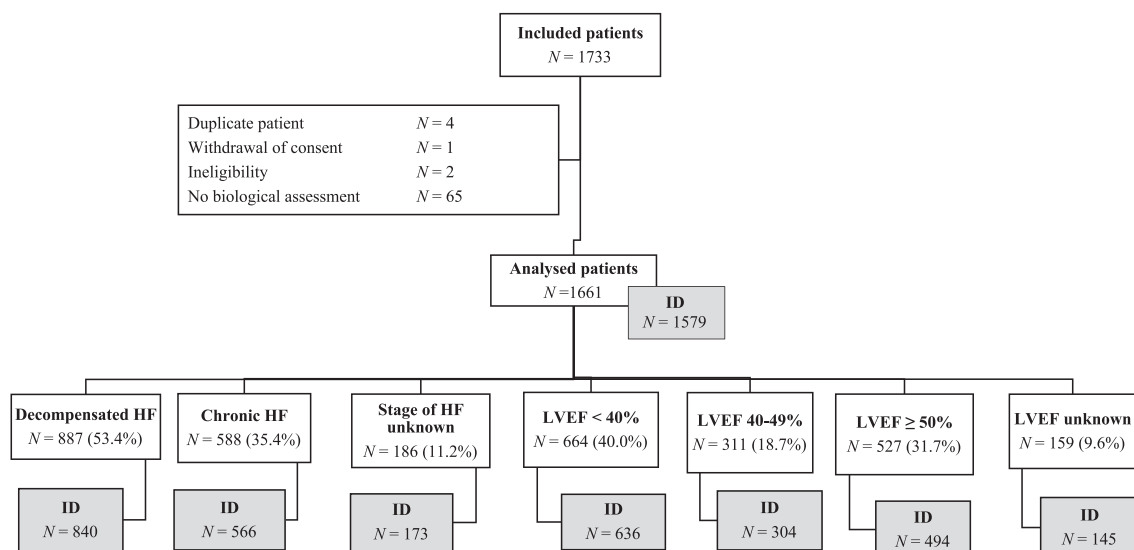 Included patients
N = 1733
Duplicate patient N = 4
Withdrawal of consent N = 1
Ineligibility N = 2
No biological assessment N = 65
Analysed patients
N =1661
ID
N = 1579
Decompensated HF
N = 887 (53.4%)
ID
N = 840
Chronic HF
N = 588 (35.4%)
ID
N = 566
Stage of HF
unknown
N = 186 (11.2%)
ID
N = 173
LVEF < 40%
N = 664 (40.0%)
ID
N = 636
LVEF 40-49%
N = 311 (18.7%)
ID
N = 304
LVEF ≥ 50%
N = 527 (31.7%)
ID
N = 494
LVEF unknown
N = 159 (9.6%)
ID
N = 145